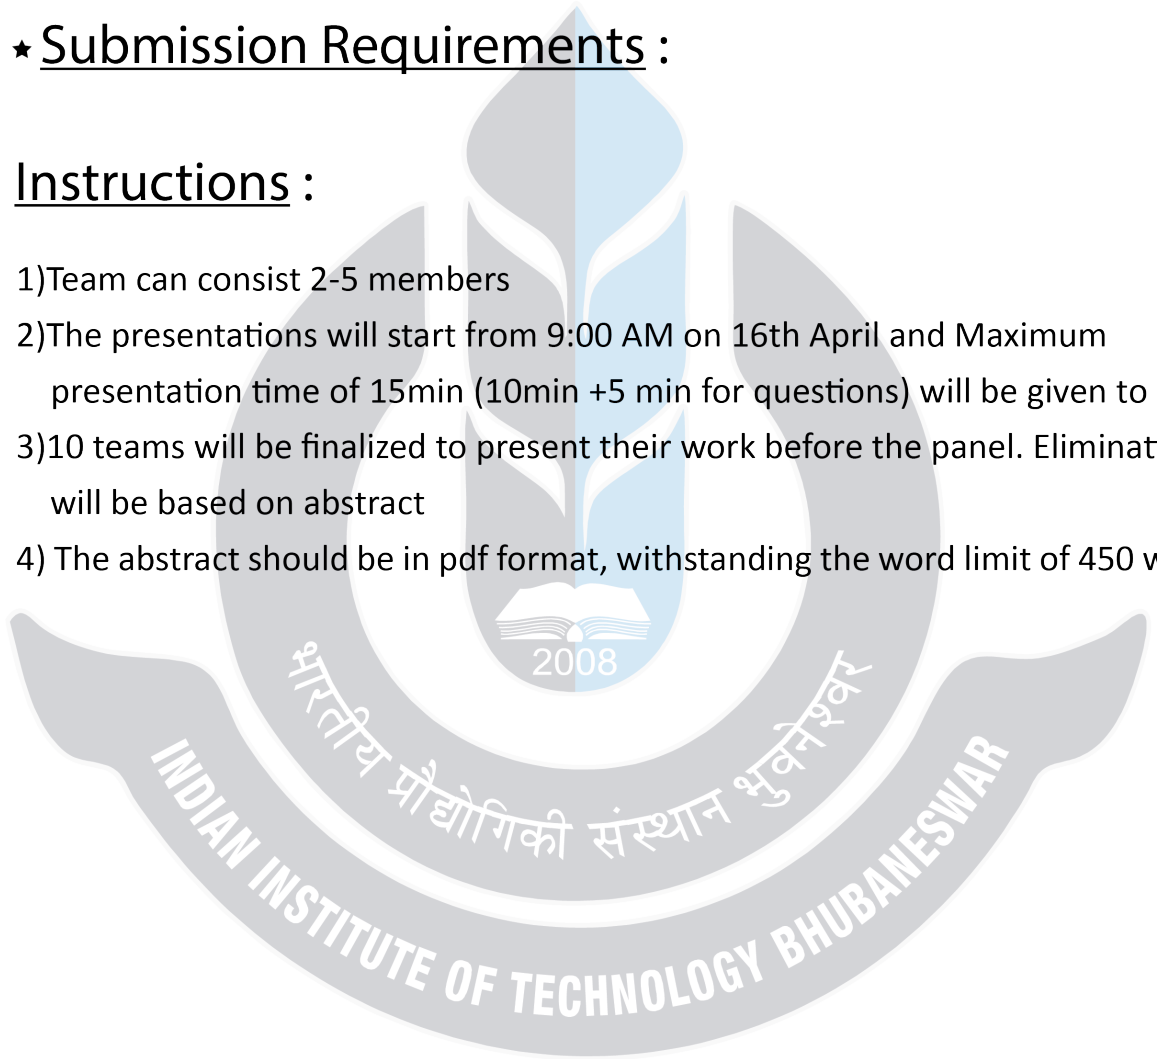 ★ Submission Requirements :
Instructions :
1)Team can consist 2-5 members
2)The presentations will start from 9:00 AM on 16th April and Maximum
presentation time of 15min (10min +5 min for questions) will be given to
3)10 teams will be finalized to present their work before the panel.
will be based on abstract
4) The abstract should be in pdf format, withstanding the word limit of 450
2008
भारतीय प्रौद्योगिकी संस्थान भुवनेश्वर
INDIAN INSTITUTE OF TECHNOLOGY BHUBANESWAR